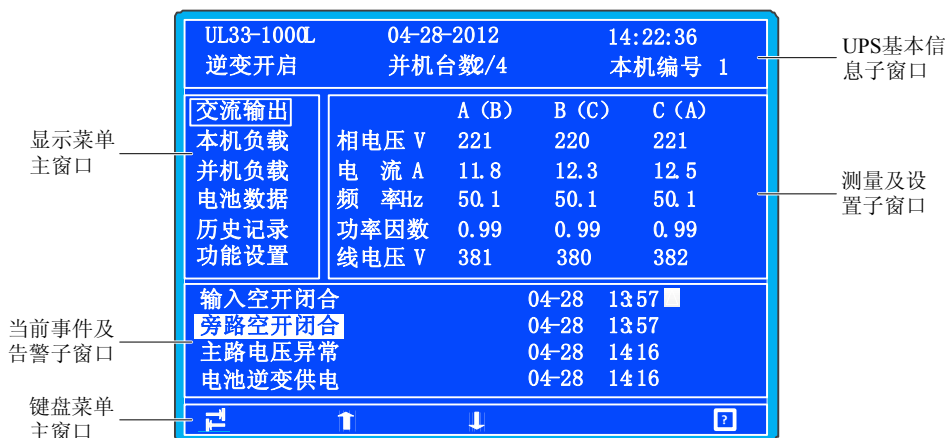 UL33-1000L 04-28-2012 14:22:36
逆变开启 并机台数2/4 本机编号 1
UPS基本信
息子窗口
显示菜单
主窗口
交流输出
本机负载
并机负载
电池数据
历史记录
功能设置
A (B) B (C) C (A)
相电压 V 221 220 221
电 流 A 11.8 12.3 12.5
频 率Hz 50.1 50.1 50.1
功率因数 0.99 0.99 0.99
线电压 V 381 380 382
测量及设
置子窗口
当前事件及
告警子窗口
输入空开闭合 04-28 13:57
旁路空开闭合 04-28 13:57
主路电压异常 04-28 14:16
电池逆变供电 04-28 14:16
键盘菜单
主窗口
?